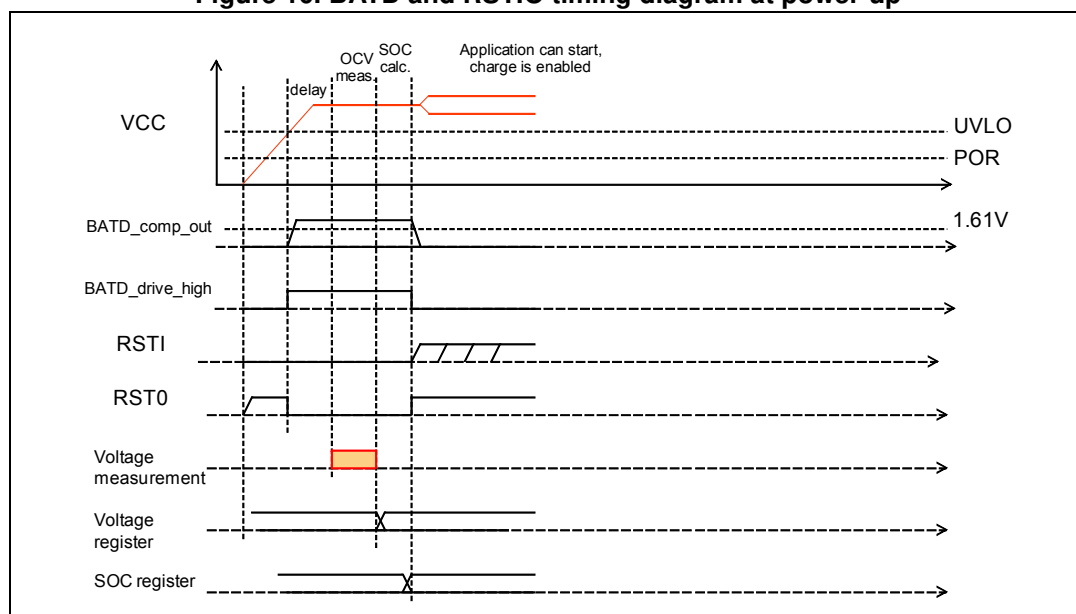 Figure 16. BATD and RSTIO timing diagram at power-up
OCV meas.
SOC calc.
Application can start,
charge is enabled
delay
VCC
UVLO
POR
BATD_comp_out
1.61V
BATD_drive_high
RSTI
RST0
Voltage
measurement
Voltage
register
SOC register